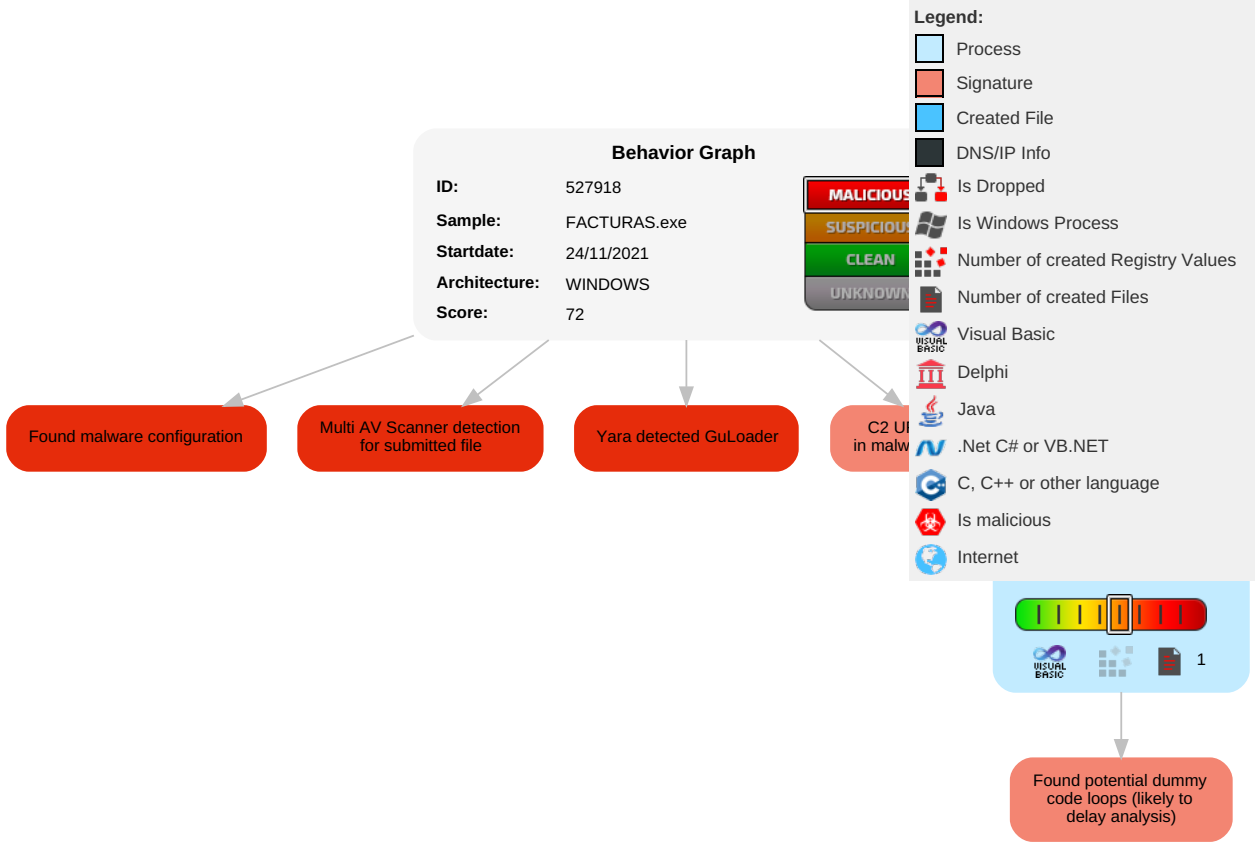 Legend:
Process
Signature
Created File
DNS/IP Info
Is Dropped
Is Windows Process
Number of created Registry Values
Number of created Files
VISUAL
BASIC
Visual Basic
Delphi
Java
.Net C# or VB.NET
C, C++ or other language
Is malicious
Internet
Behavior Graph
ID: 527918
Sample: FACTURAS.exe
Startdate: 24/11/2021
Architecture: WINDOWS
Score: 72
MALICIOUS
SUSPICIOUS
CLEAN
UNKNOWN
Found malware configuration
Multi AV Scanner detection
for submitted file
Yara detected GuLoader
C2
in
VISUAL
BASIC
1
Found potential dummy
code loops (likely to
delay analysis)